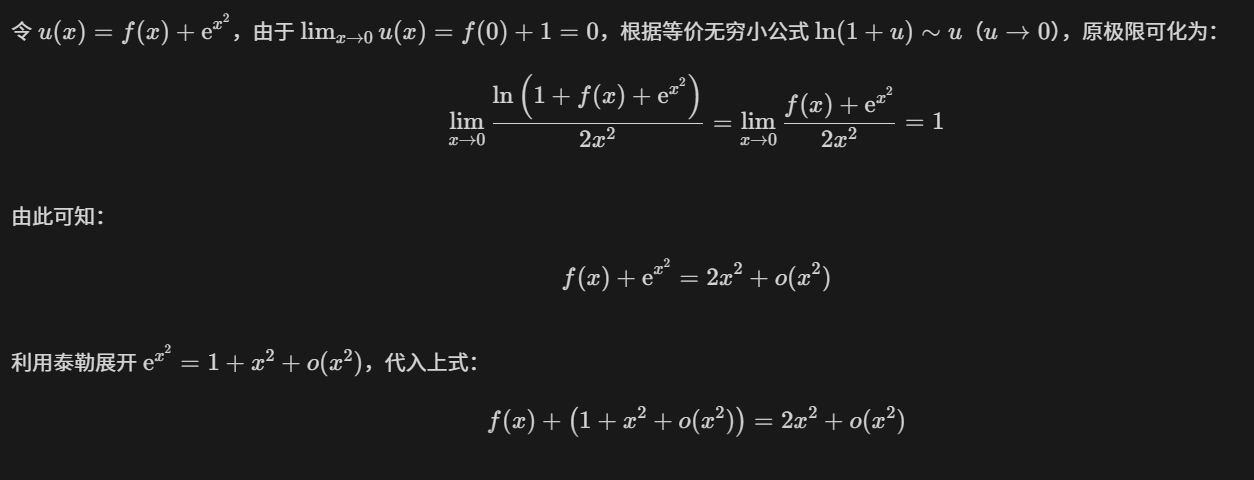 令 u(x) = f(x) + e^{x^2}，由于 lim_{x→0} u(x) = f(0) + 1 = 0，根据等价无穷小公式 ln(1 + u) ∼ u（u → 0），原极限可化为：
lim_{x→0} \frac{ln(1 + f(x) + e^{x^2})}{2x^2} = lim_{x→0} \frac{f(x) + e^{x^2}}{2x^2} = 1
由此可知：
f(x) + e^{x^2} = 2x^2 + o(x^2)
利用泰勒展开 e^{x^2} = 1 + x^2 + o(x^2)，代入上式：
f(x) + (1 + x^2 + o(x^2)) = 2x^2 + o(x^2)